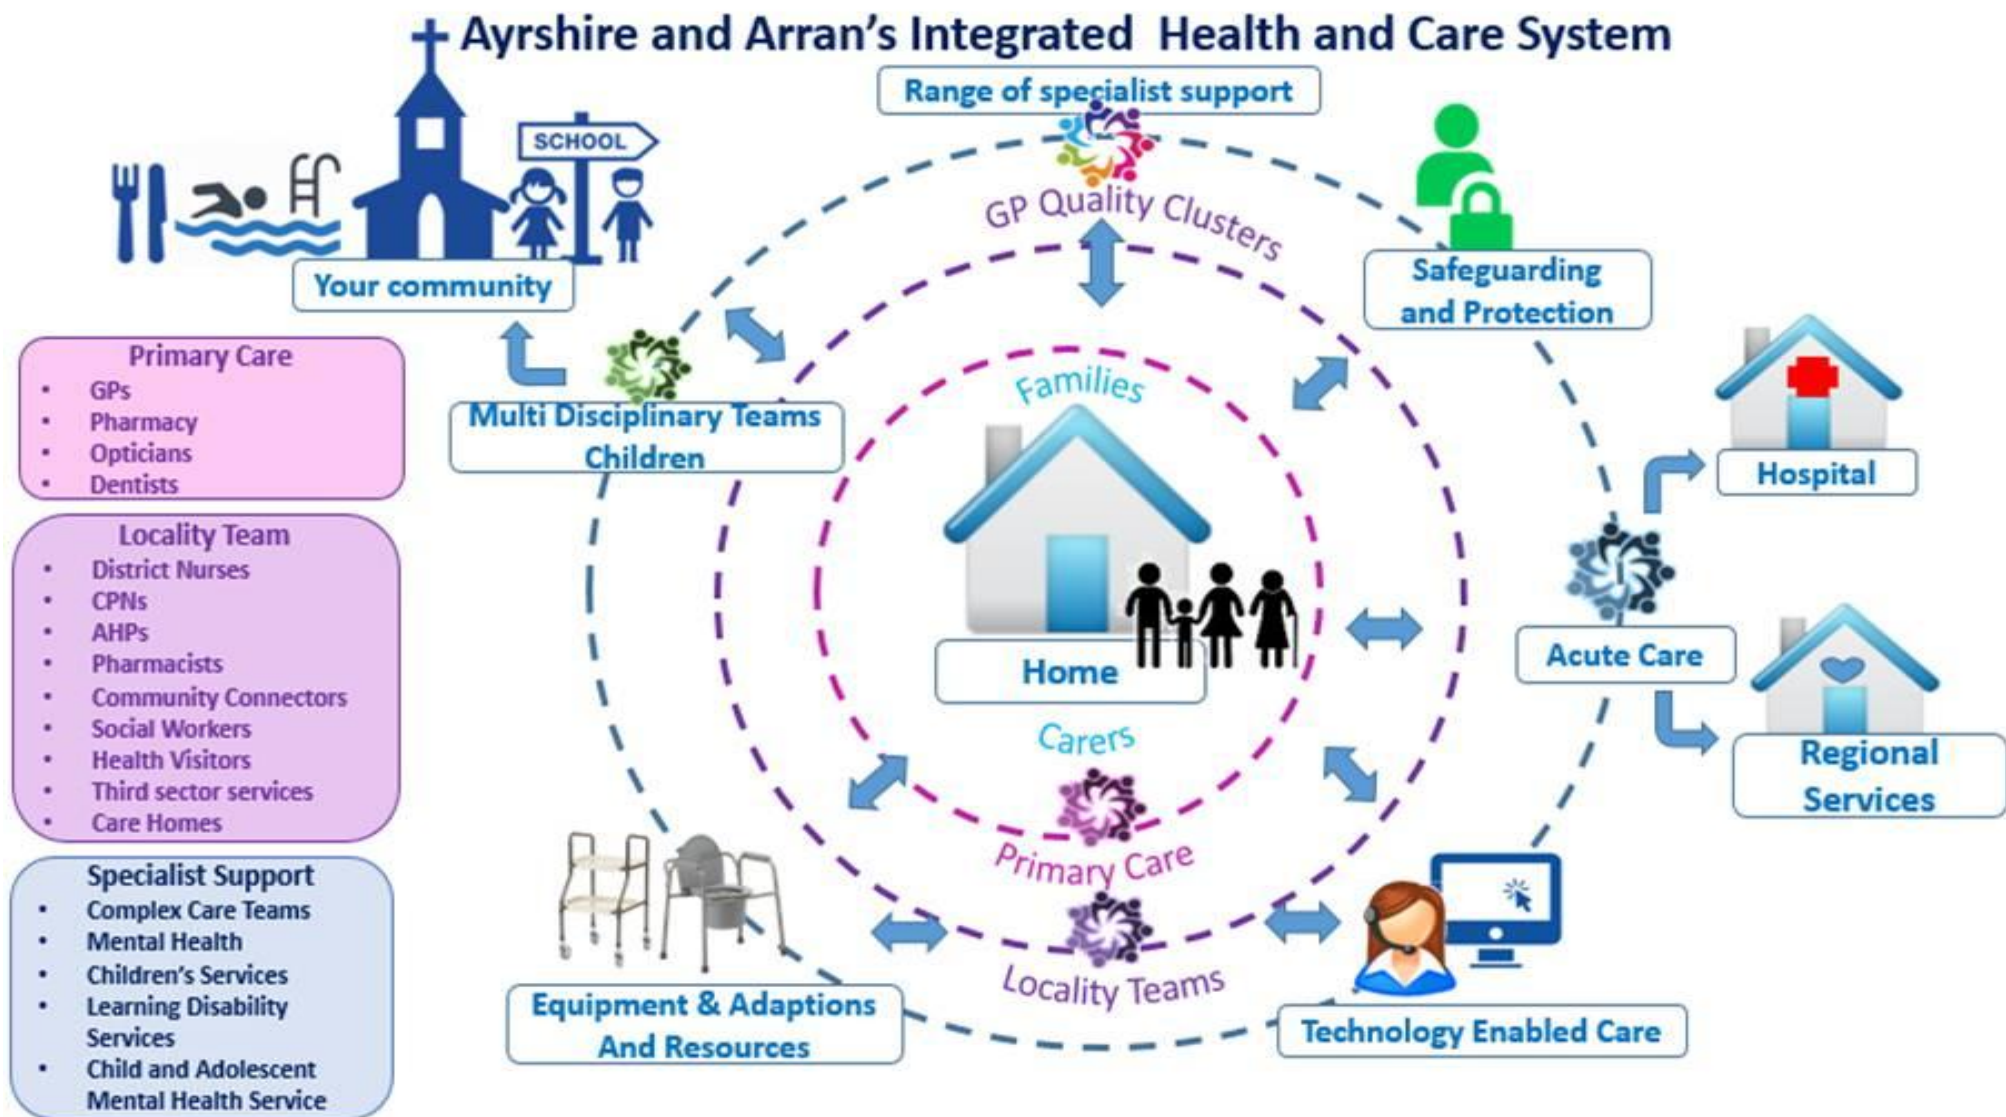 Ayrshire and Arran's Integrated Health and Care System
Range of specialist support
SCHOOL
GP Quality Clusters
Your community
Safeguarding
and Protection
Primary Care
• GPs
• Pharmacy
• Opticians
• Dentists
Multi Disciplinary Teams
Children
Families
Hospital
Locality Team
• District Nurses
• CPNs
• AHPs
• Pharmacists
• Community Connectors
• Social Workers
• Health Visitors
• Third sector services
• Care Homes
Home
Acute Care
Carers
Regional
Services
Primary Care
Specialist Support
• Complex Care Teams
• Mental Health
• Children's Services
• Learning Disability
Services
• Child and Adolescent
Mental Health Service
Locality Teams
Equipment & Adaptions
And Resources
Technology Enabled Care